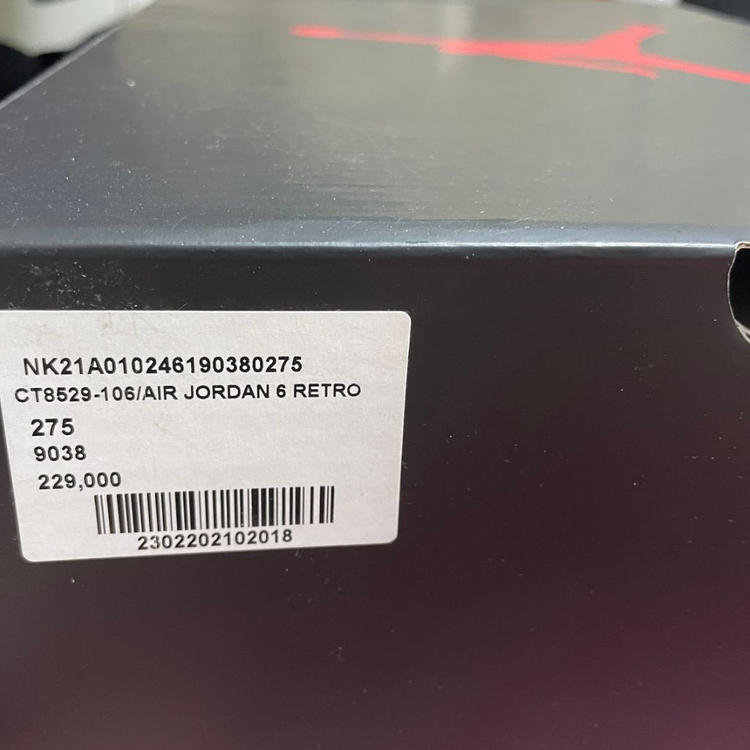 NK21A010246190380275
CT8529-106/AIR JORDAN 6 RETRO
275
9038
229,000
2302202102018